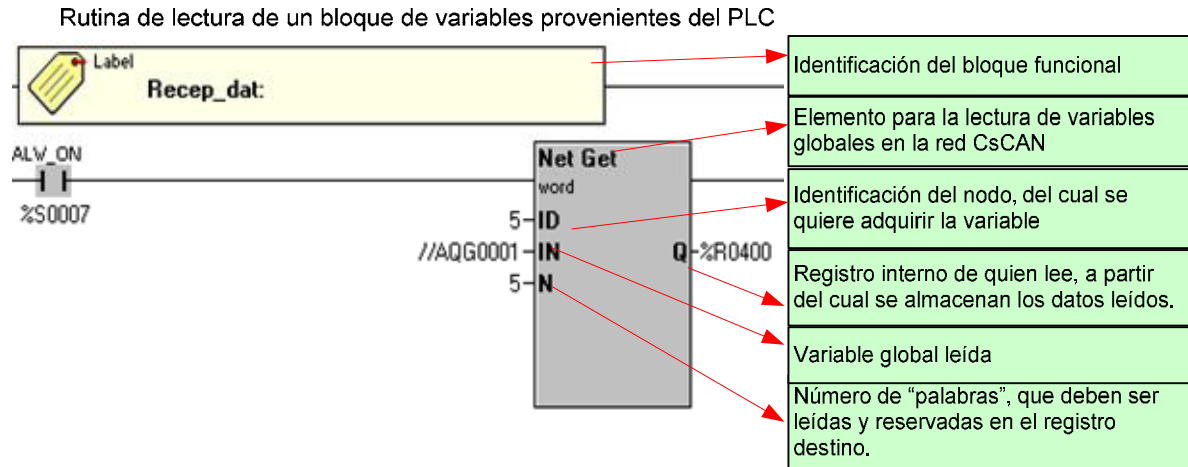 Rutina de lectura de un bloque de variables provenientes del PLC
Label
Recep_dat:
ALW_ON
%S0007
Net Get
word
5 ID
//AQG0001 IN Q %R0400
5 N
Identificación del bloque funcional
Elemento para la lectura de variables
globales en la red CsCAN
Identificación del nodo, del cual se
quiere adquirir la variable
Registro interno de quien lee, a partir
del cual se almacenan los datos leídos.
Variable global leída
Número de “palabras”, que deben ser
leídas y reservadas en el registro
destino.